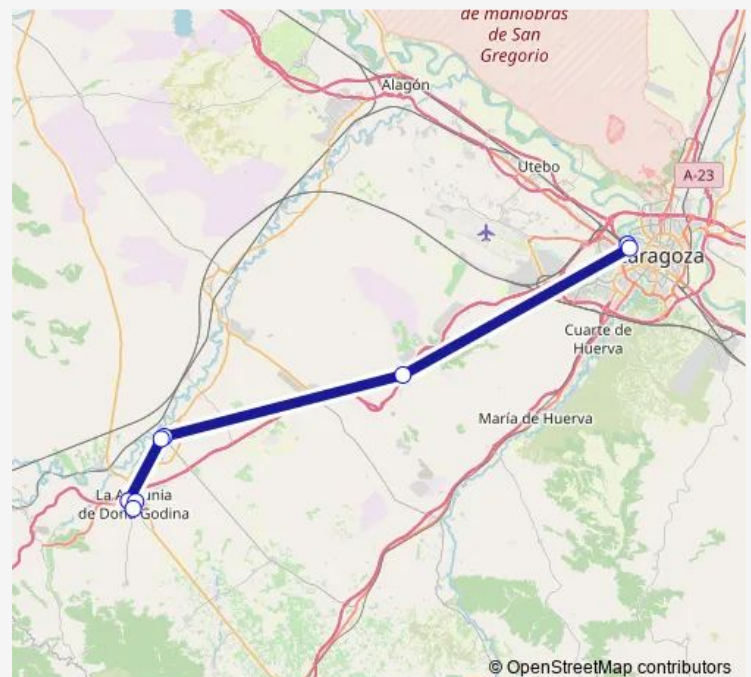 de maniobras
de San
Gregorio
Alagón
Utebo
A-23
aragoza
Cuarte de
Huerva
María de Huerva
La A unia
de Doña Godina
© OpenStreetMap contributors